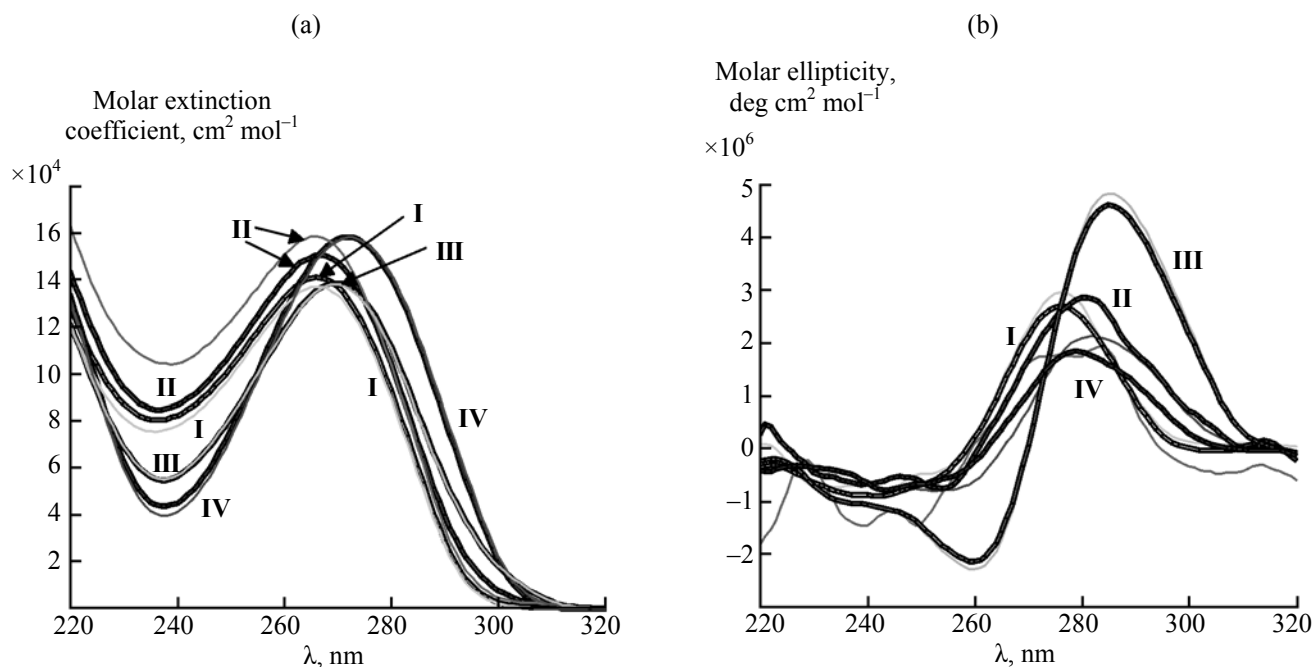 (a)
Molar extinction
coefficient, cm² mol⁻¹
×10⁴
16
14
12
10
8
6
4
2
220 240 260 280 300 320
λ, nm
II
I
III
II
I
III
IV
I
IV
(b)
Molar ellipticity,
deg cm² mol⁻¹
×10⁶
5
4
3
2
1
0
−1
−2
220 240 260 280 300 320
λ, nm
III
II
I
IV